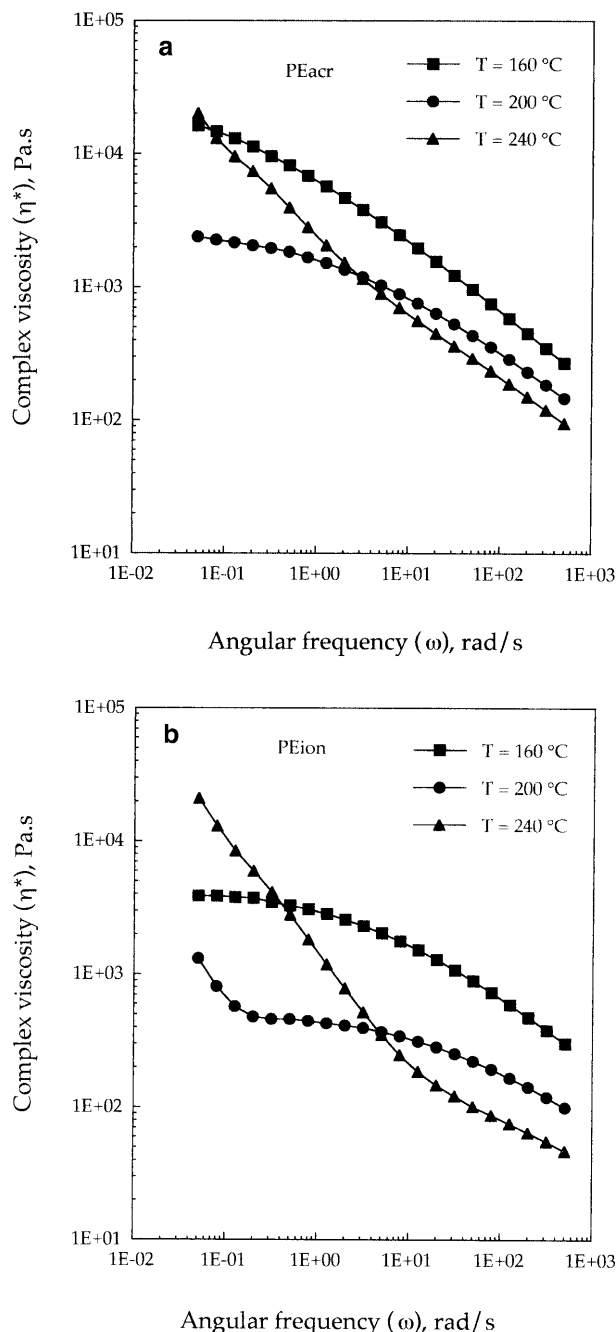 a
PEacr
T = 160 °C
T = 200 °C
T = 240 °C
1E+05
1E+04
1E+03
1E+02
1E+01
Complex viscosity (η*), Pa.s
1E-02 1E-01 1E+00 1E+01 1E+02 1E+03
Angular frequency (ω), rad/s
b
PEion
T = 160 °C
T = 200 °C
T = 240 °C
1E+05
1E+04
1E+03
1E+02
1E+01
Complex viscosity (η*), Pa.s
1E-02 1E-01 1E+00 1E+01 1E+02 1E+03
Angular frequency (ω), rad/s